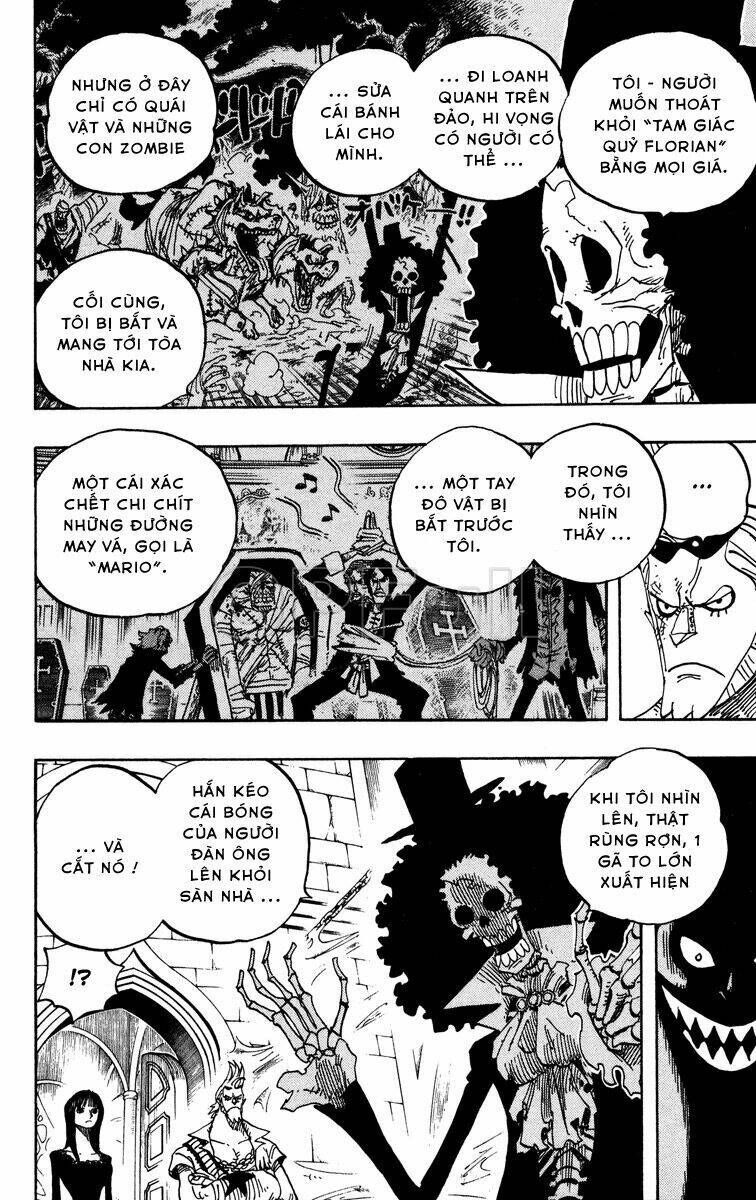 TÔI - NGƯỜI
MUỐN THOÁT
KHỎI "TAM GIÁC
QUỶ FLORIAN"
BẰNG MỌI GIÁ.
... ĐI LOANH
QUANH TRÊN
ĐẢO, HI VỌNG
CÓ NGƯỜI CÓ
THỂ ...
... SỬA
CÁI BÁNH
LÁI CHO
MÌNH.
NHƯNG Ở ĐÂY
CHỈ CÓ QUÁI
VẬT VÀ NHỮNG
CON ZOMBIE
CỐI CÙNG,
TÔI BỊ BẮT VÀ
MANG TỚI TÒA
NHÀ KIA.
...
TRONG
ĐÓ, TÔI
NHÌN
THẤY ...
... MỘT TAY
ĐÔ VẬT BỊ
BẮT TRƯỚC
TÔI.
MỘT CÁI XÁC
CHẾT CHI CHÍT
NHỮNG ĐƯỜNG
MAY VÁ, GỌI LÀ
"MARIO".
KHI TÔI NHÌN
LÊN, THẬT
RÙNG RỢN, 1
GÃ TO LỚN
XUẤT HIỆN
HẮN KÉO
CÁI BÓNG
CỦA NGƯỜI
ĐÀN ÔNG
LÊN KHỎI
SÀN NHÀ ...
... VÀ
CẮT NÓ !
!?